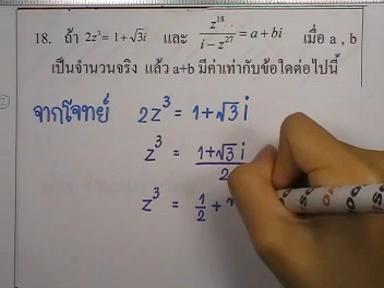 18. ถ้า 2z³ = 1+√3i และ z¹⁸/(i − z²⁷) = a + bi เมื่อ a , b
เป็นจำนวนจริง แล้ว a+b มีค่าเท่ากับข้อใดต่อไปนี้
จากโจทย์ 2z³ = 1+√3 i
z³ = (1+√3 i)/2
z³ = 1/2 +